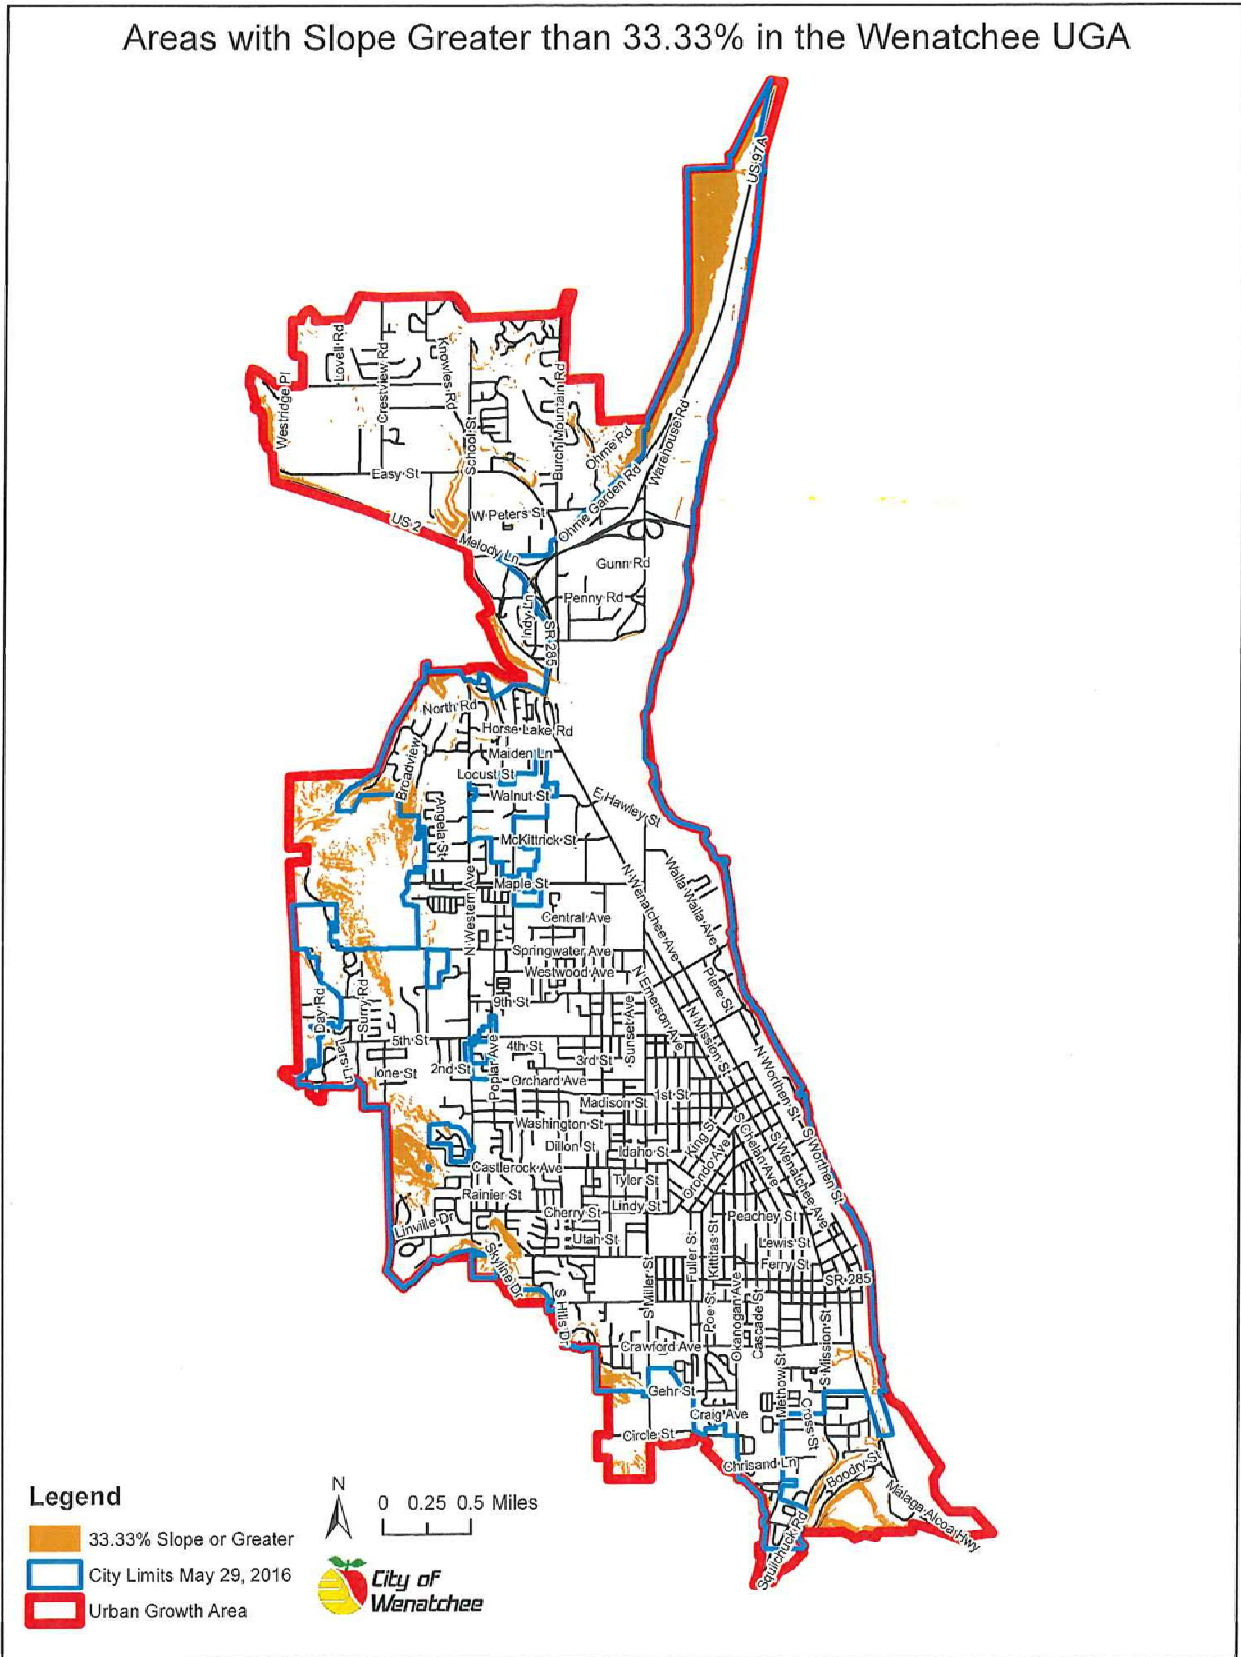 Areas with Slope Greater than 33.33% in the Wenatchee UGA
US 97A
Lovell Rd
Crestview Rd
Knowles Rd
Westridge Pl
School St
Burch Mountain Rd
Ohme Rd
Warehouse Rd
Easy St
Ohme Garden Rd
W Peters St
US 2
Melody Ln
Gunn Rd
Penny Rd
Indy Ln
SR 285
North Rd
Horse Lake Rd
Broadview
Maiden Ln
Locust St
Walnut St
E Hawley St
Angela St
McKittrick St
Maple St
N Western Ave
N Wenatchee Ave
Walla Walla Ave
Central Ave
Springwater Ave
Westwood Ave
N Emerson Ave
Piere St
9th St
Day Rd
Surry Rd
Sunset Ave
N Mission St
5th St
4th St
Lars Ln
Ione St
2nd St
Poplar Ave
3rd St
N Worthen St
Orchard Ave
Madison St
1st St
Washington St
Dillon St
Idaho St
King St
S Chelan Ave
S Wenatchee Ave
S Worthen St
Castlerock Ave
Tyler St
Orondo Ave
Rainier St
Lindy St
Cherry St
Peachey St
Linville Dr
Utah St
Fuller St
Kittitas St
Lewis St
Ferry St
Skyline Dr
SR 285
S Hills Dr
S Miller St
Poe St
Okanogan Ave
Cascade St
Crawford Ave
S Mission St
Methow St
Gehr St
Craig Ave
Cross St
Circle St
Chrisand Ln
Boodry St
Malaga Alcoa Hwy
Squilchuck Rd
Legend
33.33% Slope or Greater
City Limits May 29, 2016
Urban Growth Area
N
0 0.25 0.5 Miles
City of
Wenatchee